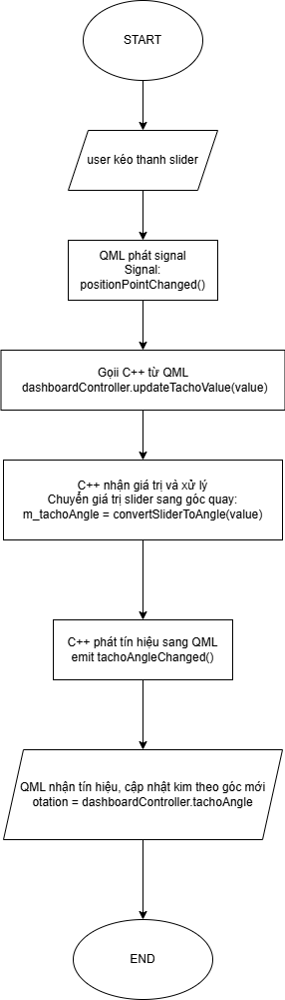 START
user kéo thanh slider
QML phát signal
Signal:
positionPointChanged()
Gọii C++ từ QML
dashboardController.updateTachoValue(value)
C++ nhận giá trị và xử lý
Chuyển giá trị slider sang góc quay:
m_tachoAngle = convertSliderToAngle(value)
C++ phát tín hiệu sang QML
emit tachoAngleChanged()
QML nhận tín hiệu, cập nhật kim theo góc mới
otation = dashboardController.tachoAngle
END